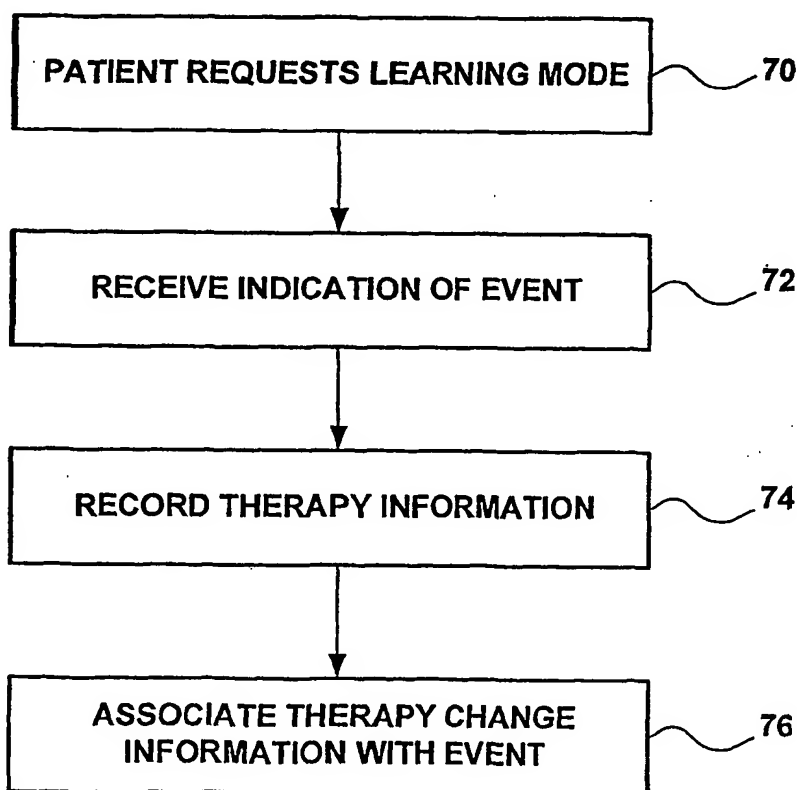 PATIENT REQUESTS LEARNING MODE
70
RECEIVE INDICATION OF EVENT
72
RECORD THERAPY INFORMATION
74
ASSOCIATE THERAPY CHANGE
INFORMATION WITH EVENT
76